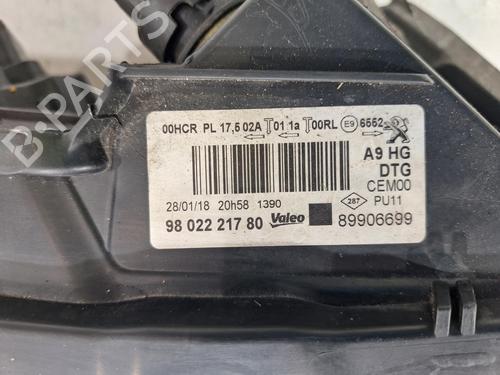 00HCR PL 17,5 02A T 01 1a T 00RL E9 6552
A9 HG
DTG
CEM00
28/01/18 20h58 1390
287 PU11
98 022 217 80 Valeo 89906699
B-Parts